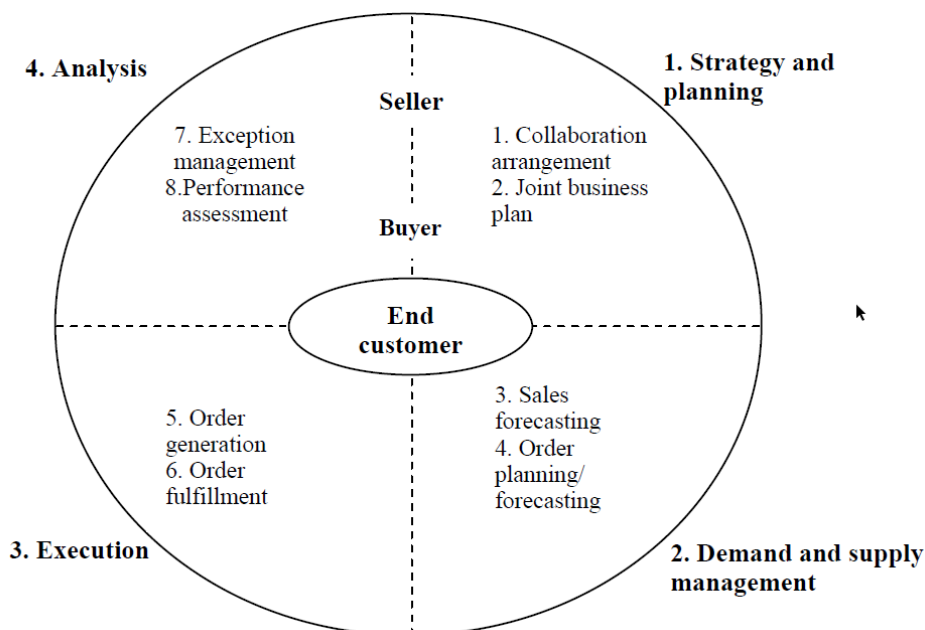 4. Analysis
1. Strategy and
planning
Seller
7. Exception
management
8.Performance
assessment
1. Collaboration
arrangement
2. Joint business
plan
Buyer
End
customer
5. Order
generation
6. Order
fulfillment
3. Sales
forecasting
4. Order
planning/
forecasting
3. Execution
2. Demand and supply
management